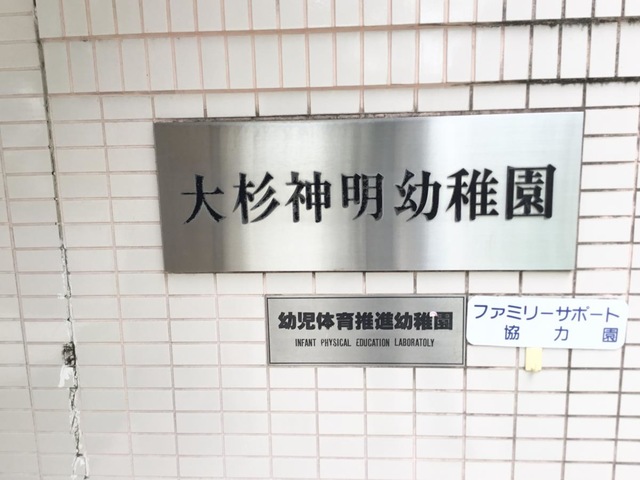 大杉神明幼稚園
幼児体育推進幼稚園
INFANT PHYSICAL EDUCATION LABORATOLY
ファミリーサポート
協力園